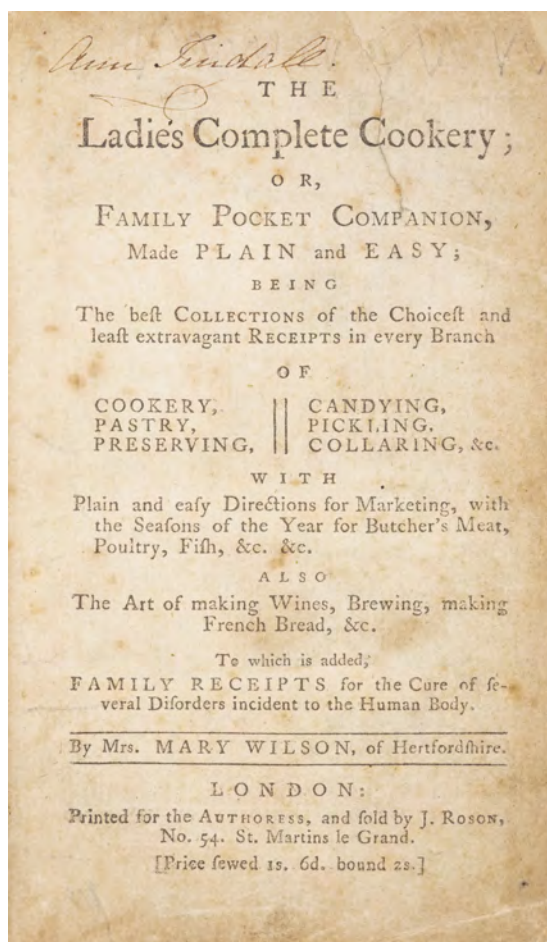 Ann Tindall.
THE
Ladie's Complete Cookery;
OR,
FAMILY POCKET COMPANION,
Made PLAIN and EASY;
BEING
The beſt COLLECTIONS of the Choiceſt and
leaſt extravagant RECEIPTS in every Branch
OF
COOKERY, || CANDYING,
PASTRY, || PICKLING,
PRESERVING, || COLLARING, &c.
WITH
Plain and eaſy Directions for Marketing, with
the Seaſons of the Year for Butcher's Meat,
Poultry, Fiſh, &c. &c.
ALSO
The Art of making Wines, Brewing, making
French Bread, &c.
To which is added,
FAMILY RECEIPTS for the Cure of ſe-
veral Diſorders incident to the Human Body.
By Mrs. MARY WILSON, of Hertfordſhire.
LONDON:
Printed for the AUTHORESS, and ſold by J. ROSON,
No. 54. St. Martins le Grand.
[Price ſewed 1s. 6d. bound 2s.]